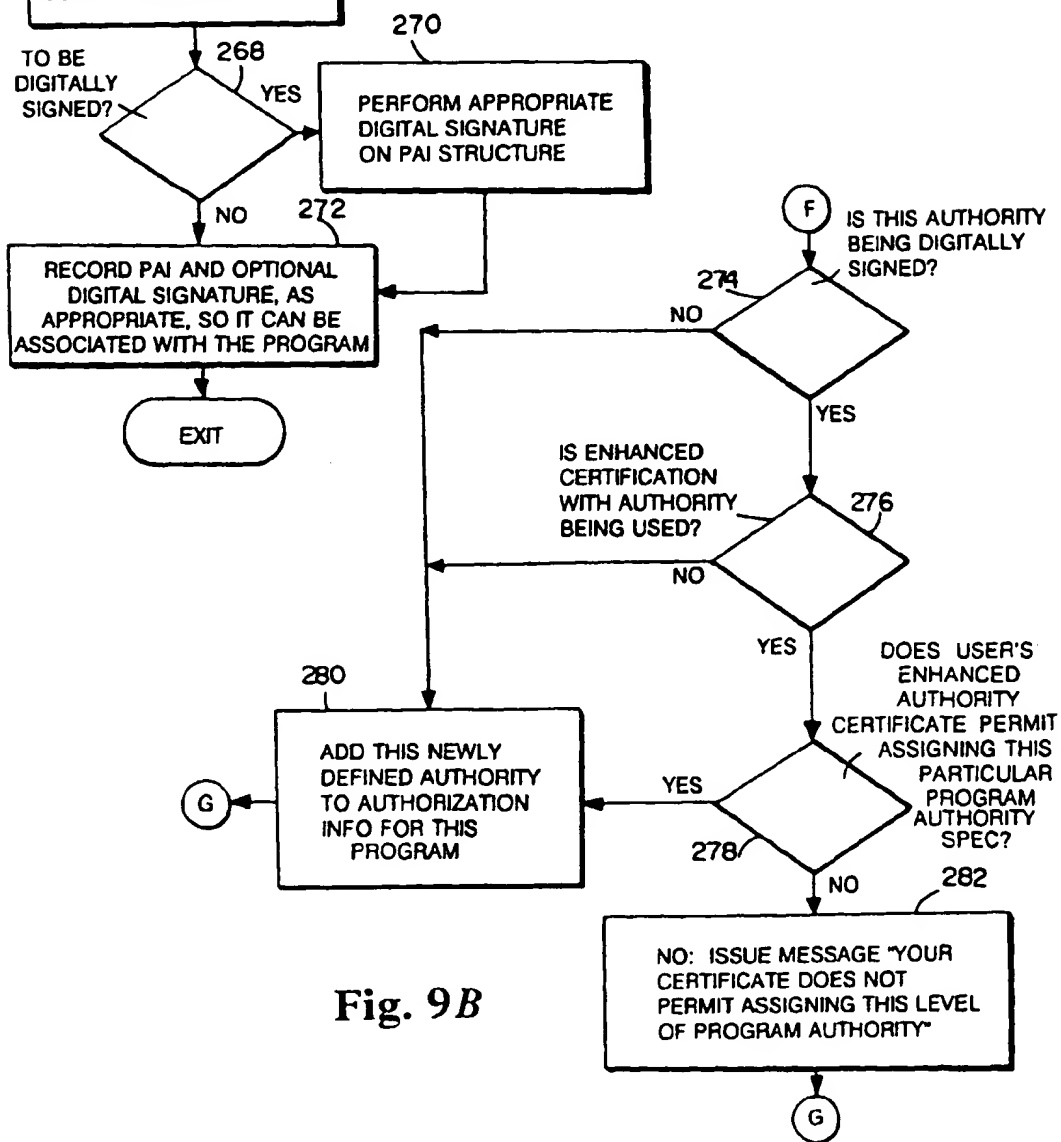 268
TO BE
DIGITALLY
SIGNED?
YES
NO
270
PERFORM APPROPRIATE
DIGITAL SIGNATURE
ON PAI STRUCTURE
272
RECORD PAI AND OPTIONAL
DIGITAL SIGNATURE, AS
APPROPRIATE, SO IT CAN BE
ASSOCIATED WITH THE PROGRAM
EXIT
F
IS THIS AUTHORITY
BEING DIGITALLY
SIGNED?
274
NO
YES
IS ENHANCED
CERTIFICATION
WITH AUTHORITY
BEING USED?
276
NO
YES
DOES USER'S
ENHANCED
AUTHORITY
CERTIFICATE PERMIT
ASSIGNING THIS
PARTICULAR
PROGRAM
AUTHORITY
SPEC?
278
YES
NO
280
ADD THIS NEWLY
DEFINED AUTHORITY
TO AUTHORIZATION
INFO FOR THIS
PROGRAM
G
282
NO: ISSUE MESSAGE "YOUR
CERTIFICATE DOES NOT
PERMIT ASSIGNING THIS LEVEL
OF PROGRAM AUTHORITY"
G
Fig. 9B